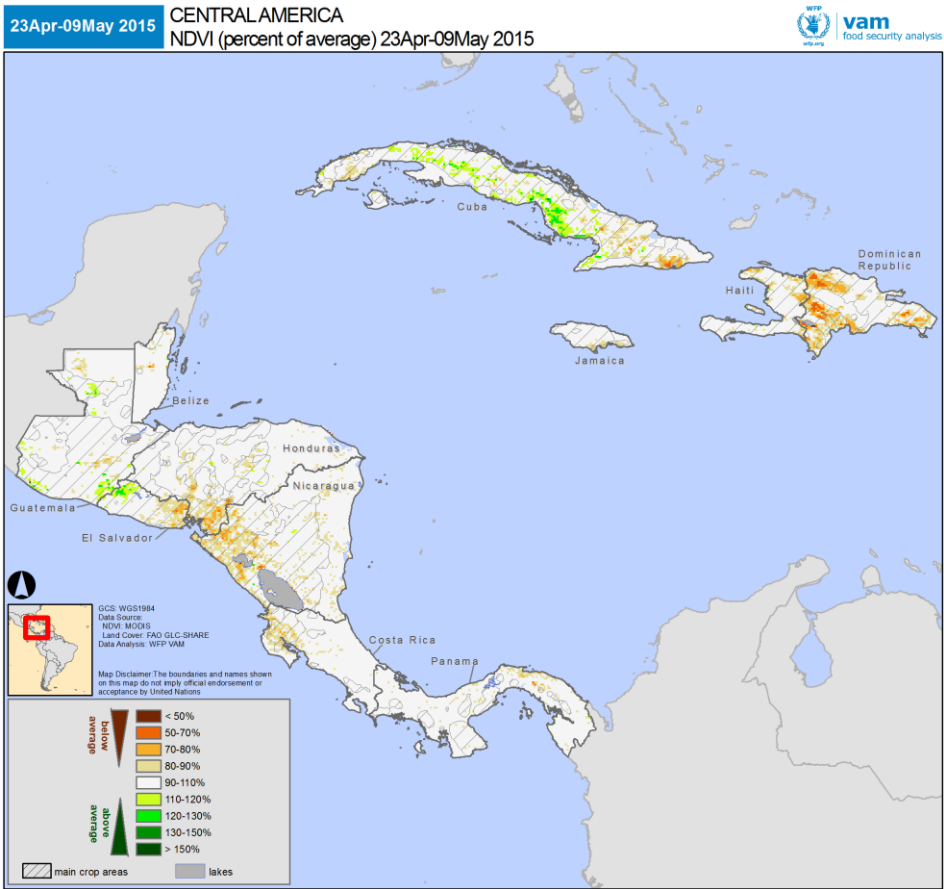 23Apr-09May 2015
CENTRAL AMERICA
NDVI (percent of average) 23Apr-09May 2015
WFP
wfp.org
vam
food security analysis
Cuba
Dominican
Republic
Haiti
Jamaica
Belize
Honduras
Nicaragua
Guatemala
El Salvador
Costa Rica
Panama
GCS: WGS1984
Data Source:
NDVI: MODIS
Land Cover: FAO GLC-SHARE
Data Analysis: WFP VAM
Map Disclaimer:The boundaries and names shown
on this map do not imply official endorsement or
acceptance by United Nations
below
average
< 50%
50-70%
70-80%
80-90%
90-110%
110-120%
120-130%
130-150%
> 150%
above
average
main crop areas
lakes